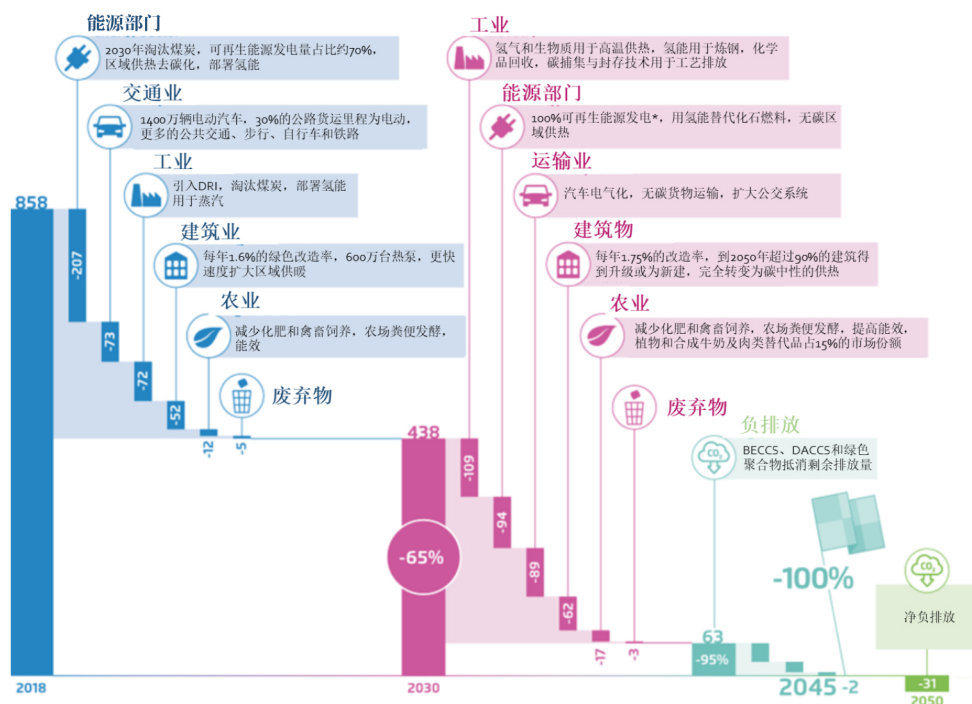 能源部门
2030年淘汰煤炭，可再生能源发电量占比约70%，
区域供热去碳化，部署氢能
交通业
1400万辆电动汽车，30%的公路货运里程为电动，
更多的公共交通、步行、自行车和铁路
工业
引入DRI，淘汰煤炭，部署氢能
用于蒸汽
建筑业
每年1.6%的绿色改造率，600万台热泵，更快
速度扩大区域供暖
农业
减少化肥和禽畜饲养，农场粪便发酵，
能效
废弃物
858
-207
-73
-72
-52
-12
-5
2018
工业
氢气和生物质用于高温供热，氢能用于炼钢，化学
品回收，碳捕集与封存技术用于工艺排放
能源部门
100%可再生能源发电*，用氢能替代化石燃料，无碳区
域供热
运输业
汽车电气化，无碳货物运输，扩大公交系统
建筑物
每年1.75%的改造率，到2050年超过90%的建筑得
到升级或为新建，完全转变为碳中性的供热
农业
减少化肥和禽畜饲养，农场粪便发酵，提高能效，
植物和合成牛奶及肉类替代品占15%的市场份额
废弃物
438
-65%
-109
-94
-89
-62
-17
-3
2030
负排放
CO₂
BECCS、DACCS和绿色
聚合物抵消剩余排放量
63
-95%
-100%
2045 -2
CO₂
净负排放
-31
2050